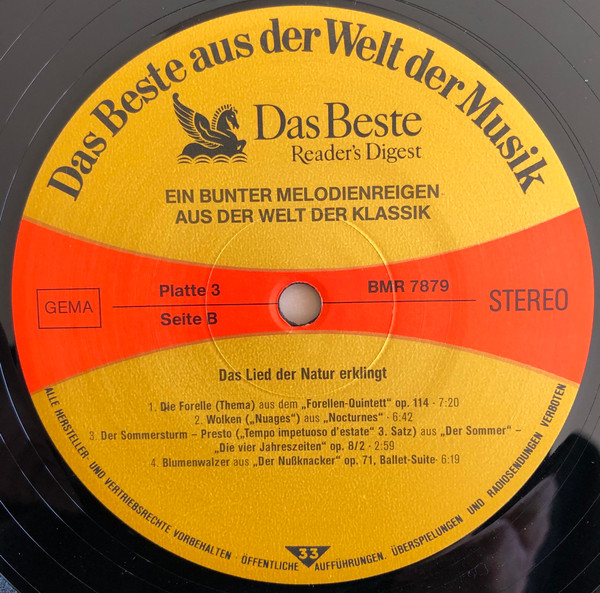 Das Beste aus der Welt der Musik
Das Beste
Reader's Digest
EIN BUNTER MELODIENREIGEN
AUS DER WELT DER KLASSIK
GEMA
Platte 3
BMR 7879
Seite B
STEREO
Das Lied der Natur erklingt
1. Die Forelle (Thema) aus dem „Forellen-Quintett" op. 114 · 7:20
2. Wolken („Nuages") aus „Nocturnes" · 6:42
3. Der Sommersturm – Presto („Tempo impetuoso d'estate" 3. Satz) aus „Der Sommer" –
„Die vier Jahreszeiten" op. 8/2 · 2:59
4. Blumenwalzer aus „Der Nußknacker" op. 71, Ballet-Suite · 6:19
ALLE HERSTELLER- UND VERTRIEBSRECHTE VORBEHALTEN · ÖFFENTLICHE AUFFÜHRUNGEN, ÜBERSPIELUNGEN UND RADIOSENDUNGEN VERBOTEN
33